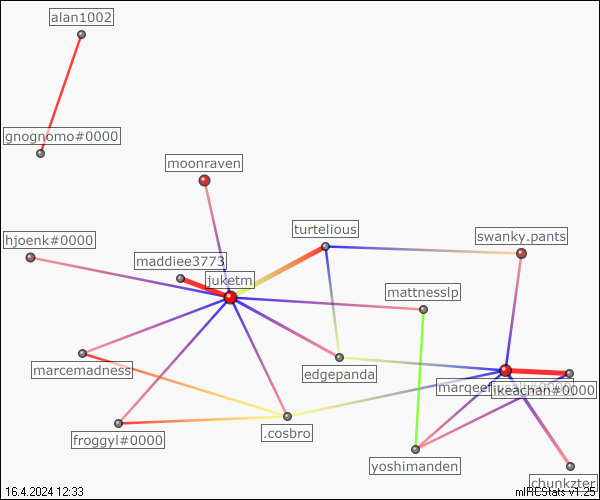 alan1002
gnognomo#0000
moonraven
turtelious
hjoenk#0000
swanky.pants
maddiee3773
juketm
mattnesslp
marcemadness
edgepanda
ikeachan#0000
froggyl#0000
.cosbro
yoshimanden
chunkzter
16.4.2024 12:33
mIRCStats v1.25